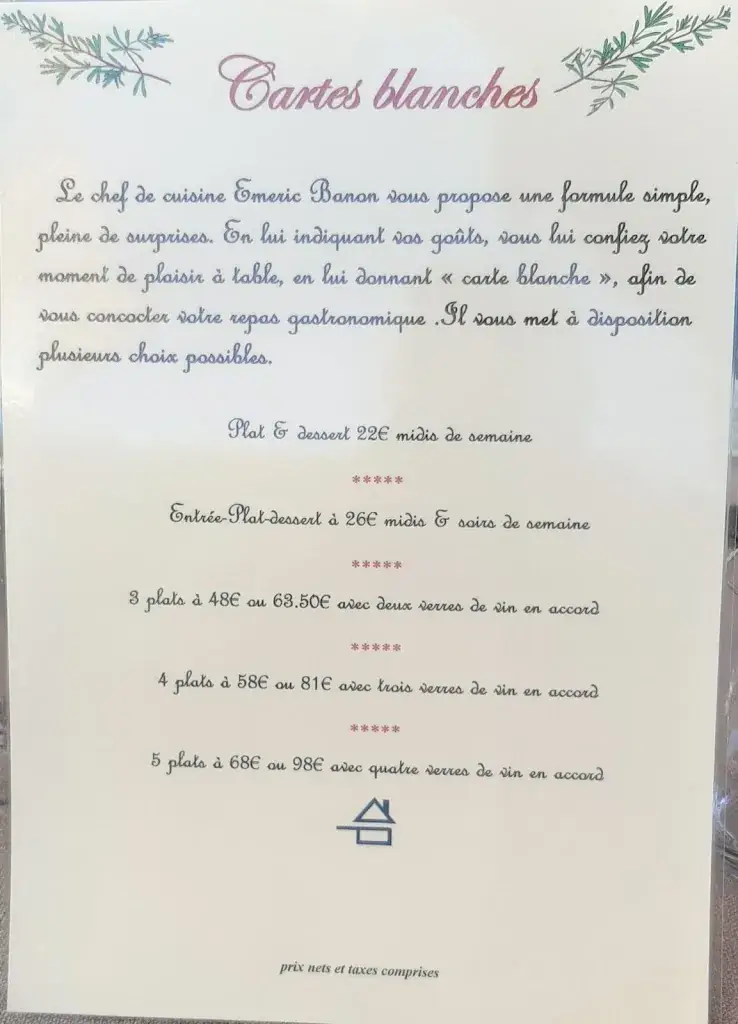 Cartes blanches
Le chef de cuisine Emeric Banon vous propose une formule simple,
pleine de surprises. En lui indiquant vos goûts, vous lui confiez votre
moment de plaisir à table, en lui donnant « carte blanche », afin de
vous concocter votre repas gastronomique .Il vous met à disposition
plusieurs choix possibles.
Plat & dessert 22€ midis de semaine
*****
Entrée-Plat-dessert à 26€ midis & soirs de semaine
*****
3 plats à 48€ ou 63.50€ avec deux verres de vin en accord
*****
4 plats à 58€ ou 81€ avec trois verres de vin en accord
*****
5 plats à 68€ ou 98€ avec quatre verres de vin en accord
prix nets et taxes comprises